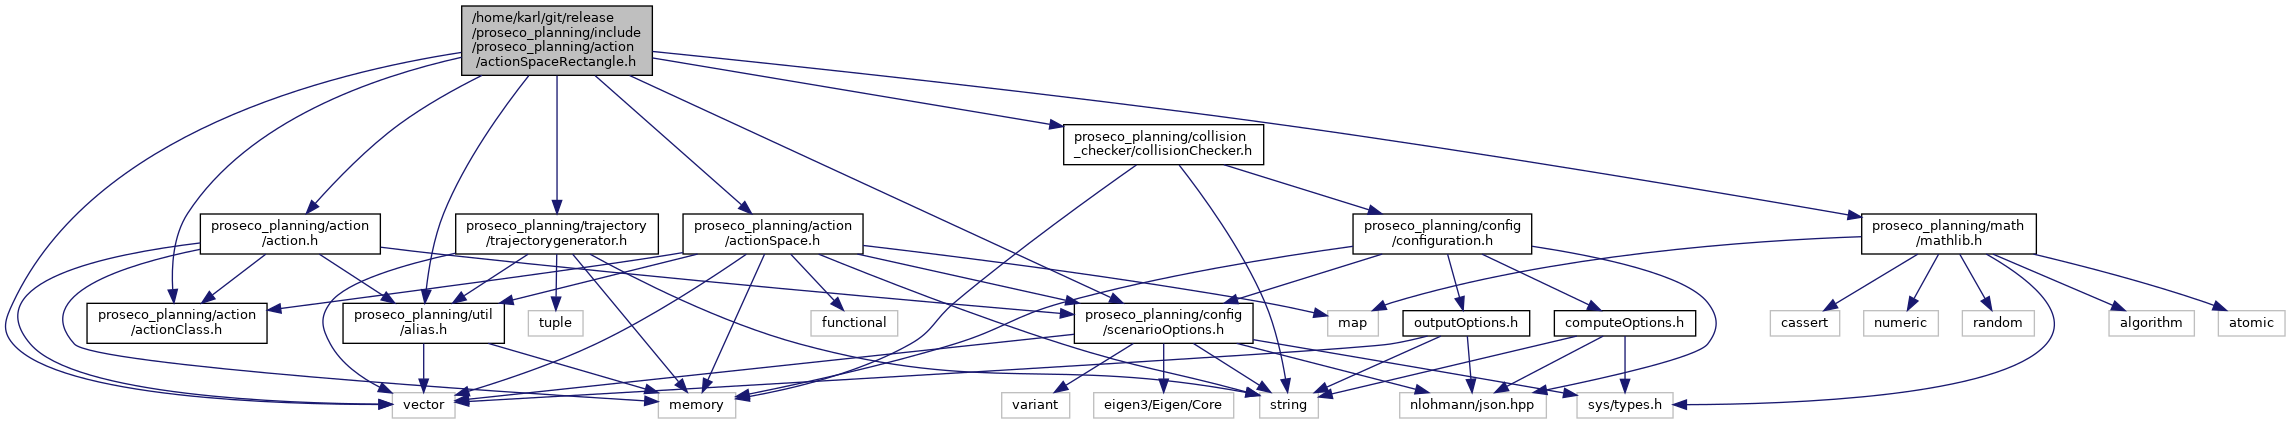 /home/karl/git/release
/proseco_planning/include
/proseco_planning/action
/actionSpaceRectangle.h
proseco_planning/collision
_checker/collisionChecker.h
proseco_planning/action
/action.h
proseco_planning/trajectory
/trajectorygenerator.h
proseco_planning/action
/actionSpace.h
proseco_planning/config
/configuration.h
proseco_planning/math
/mathlib.h
proseco_planning/action
/actionClass.h
proseco_planning/util
/alias.h
tuple
functional
proseco_planning/config
/scenarioOptions.h
map
outputOptions.h
computeOptions.h
cassert
numeric
random
algorithm
atomic
vector
memory
variant
eigen3/Eigen/Core
string
nlohmann/json.hpp
sys/types.h